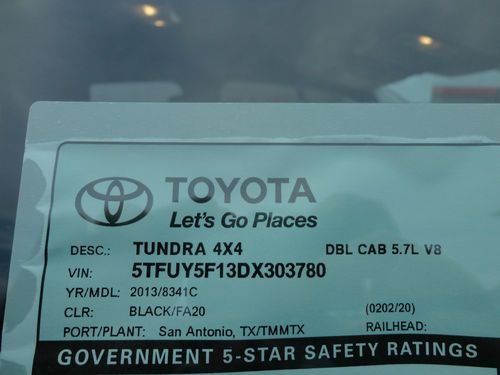 TOYOTA
Let's Go Places
DESC.: TUNDRA 4X4 DBL CAB 5.7L V8
VIN: 5TFUY5F13DX303780
YR/MDL: 2013/8341C
CLR: BLACK/FA20 (0202/20)
PORT/PLANT: San Antonio, TX/TMMTX RAILHEAD:
GOVERNMENT 5-STAR SAFETY RATINGS